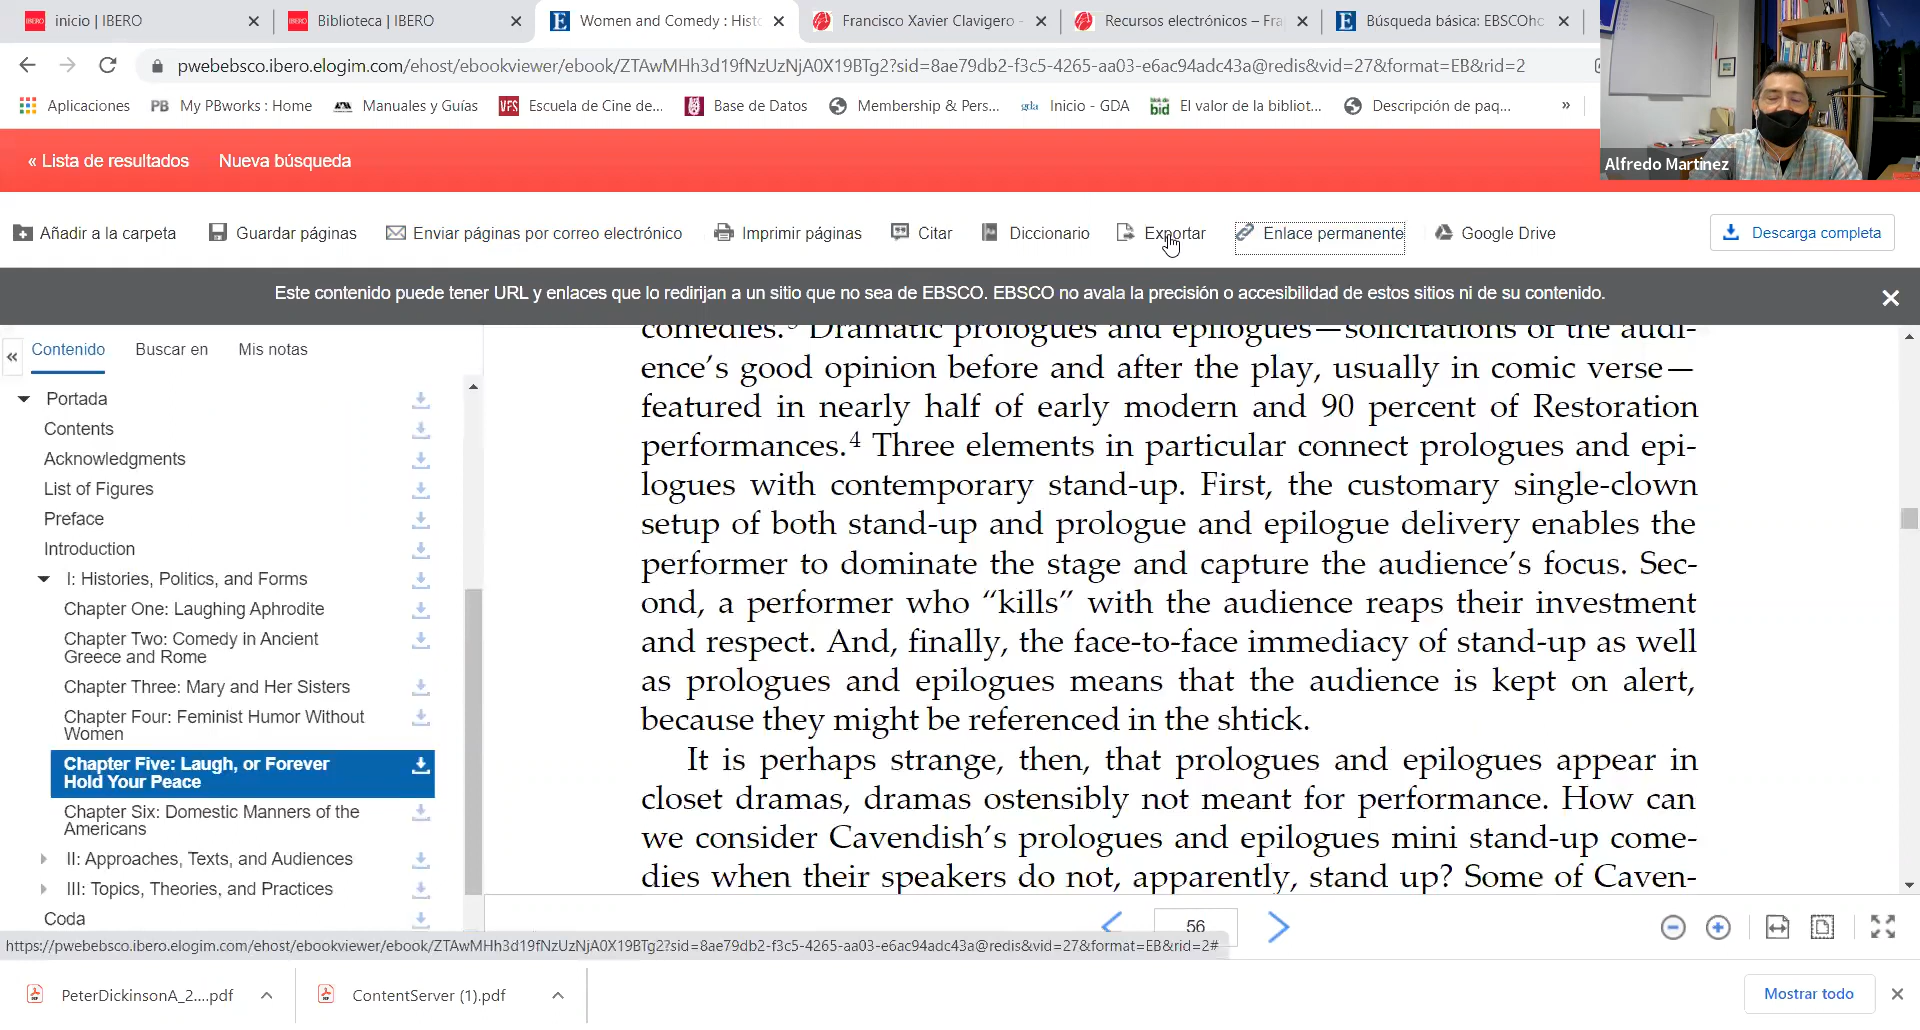 inicio | IBERO
Biblioteca | IBERO
Women and Comedy : Histo
Francisco Xavier Clavigero -
Recursos electrónicos – Fra
Búsqueda básica: EBSCOho
pwebebsco.ibero.elogim.com/ehost/ebookviewer/ebook/ZTAwMHh3d19fNzUzNjA0X19BTg2?sid=8ae79db2-f3c5-4265-aa03-e6ac94adc43a@redis&vid=27&format=EB&rid=2
Aplicaciones
PB My PBworks : Home
Manuales y Guías
VFS Escuela de Cine de...
Base de Datos
Membership & Pers...
gda Inicio - GDA
bid El valor de la bibliot...
Descripción de paq...
»
Alfredo Martinez
« Lista de resultados
Nueva búsqueda
Añadir a la carpeta
Guardar páginas
Enviar páginas por correo electrónico
Imprimir páginas
Citar
Diccionario
Exportar
Enlace permanente
Google Drive
Descarga completa
Este contenido puede tener URL y enlaces que lo redirijan a un sitio que no sea de EBSCO. EBSCO no avala la precisión o accesibilidad de estos sitios ni de su contenido.
«
Contenido
Buscar en
Mis notas
Portada
Contents
Acknowledgments
List of Figures
Preface
Introduction
I: Histories, Politics, and Forms
Chapter One: Laughing Aphrodite
Chapter Two: Comedy in Ancient
Greece and Rome
Chapter Three: Mary and Her Sisters
Chapter Four: Feminist Humor Without
Women
Chapter Five: Laugh, or Forever
Hold Your Peace
Chapter Six: Domestic Manners of the
Americans
II: Approaches, Texts, and Audiences
III: Topics, Theories, and Practices
Coda
comedies.³ Dramatic prologues and epilogues—solicitations of the audi-
ence’s good opinion before and after the play, usually in comic verse—
featured in nearly half of early modern and 90 percent of Restoration
performances.⁴ Three elements in particular connect prologues and epi-
logues with contemporary stand-up. First, the customary single-clown
setup of both stand-up and prologue and epilogue delivery enables the
performer to dominate the stage and capture the audience’s focus. Sec-
ond, a performer who “kills” with the audience reaps their investment
and respect. And, finally, the face-to-face immediacy of stand-up as well
as prologues and epilogues means that the audience is kept on alert,
because they might be referenced in the shtick.
It is perhaps strange, then, that prologues and epilogues appear in
closet dramas, dramas ostensibly not meant for performance. How can
we consider Cavendish’s prologues and epilogues mini stand-up come-
dies when their speakers do not, apparently, stand up? Some of Caven-
56
https://pwebebsco.ibero.elogim.com/ehost/ebookviewer/ebook/ZTAwMHh3d19fNzUzNjA0X19BTg2?sid=8ae79db2-f3c5-4265-aa03-e6ac94adc43a@redis&vid=27&format=EB&rid=2#
PeterDickinsonA_2....pdf
ContentServer (1).pdf
Mostrar todo